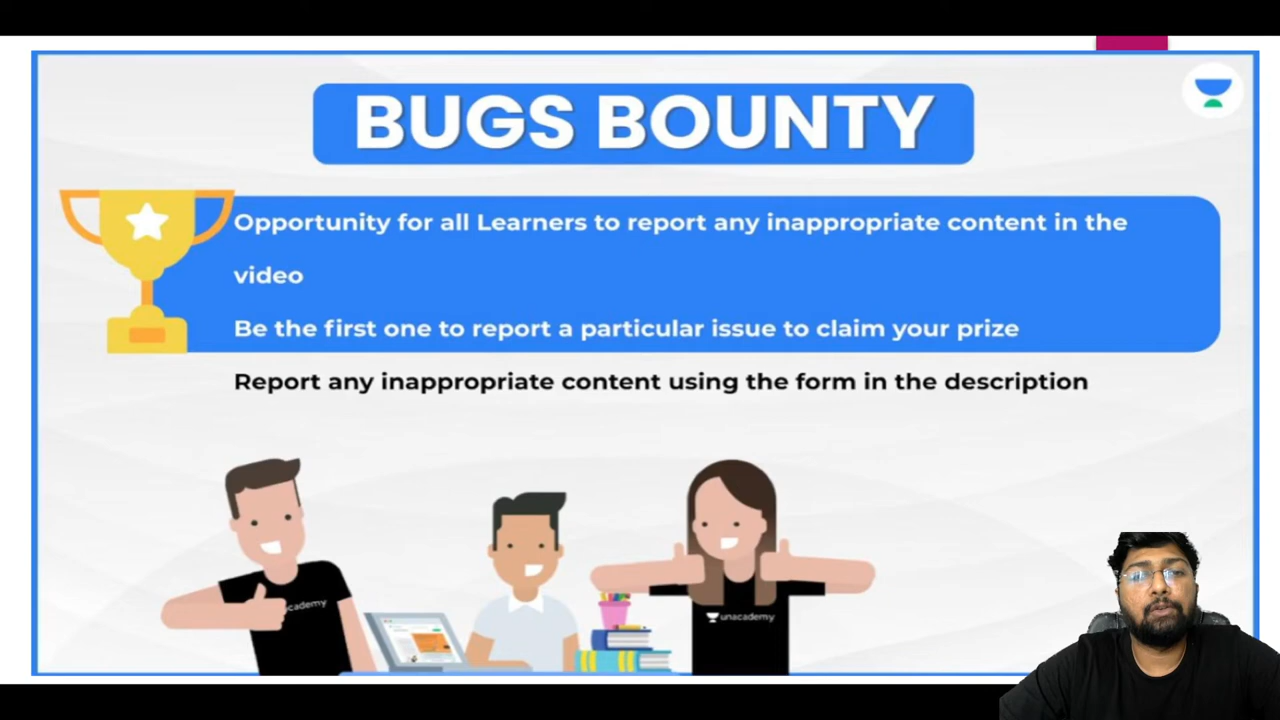 BUGS BOUNTY
Opportunity for all Learners to report any inappropriate content in the
video
Be the first one to report a particular issue to claim your prize
Report any inappropriate content using the form in the description
unacademy